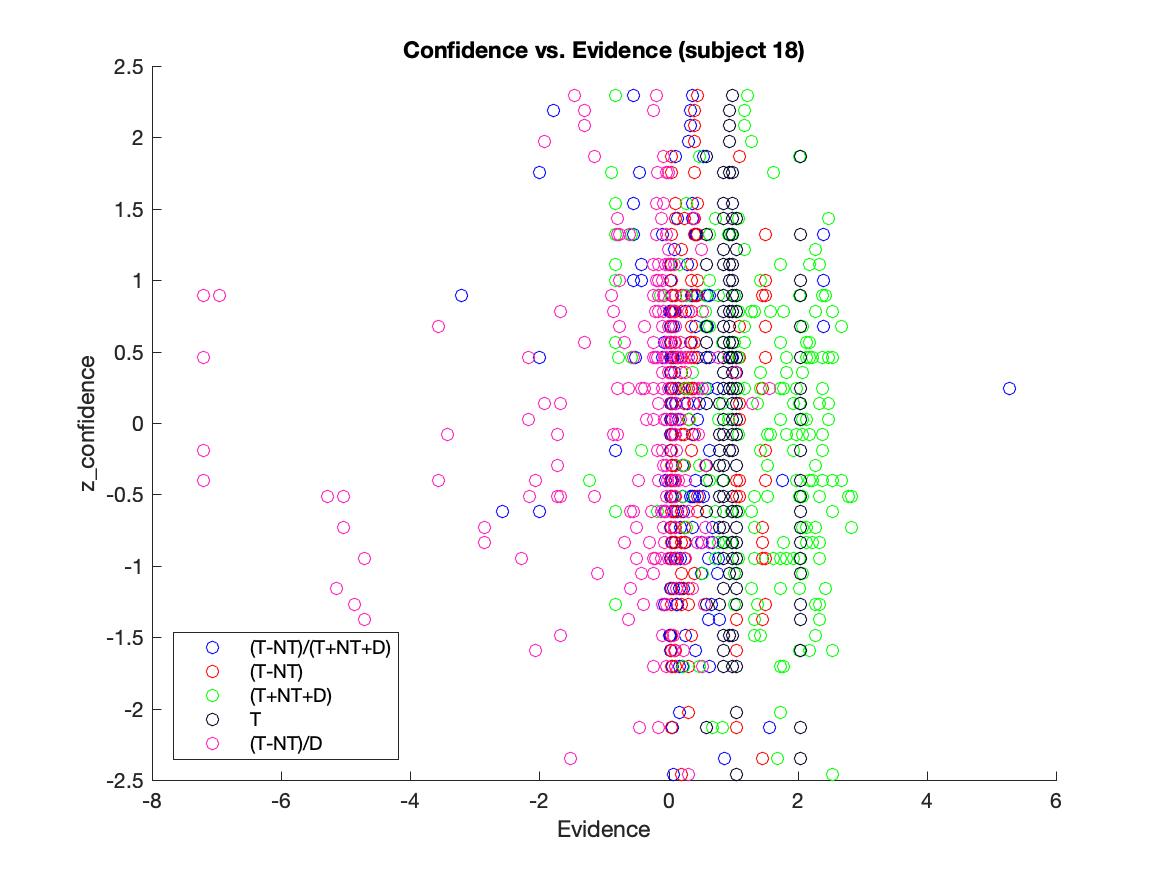 Confidence vs. Evidence (subject 18)
2.5
2
1.5
1
0.5
0
-0.5
-1
-1.5
-2
-2.5
z_confidence
(T-NT)/(T+NT+D)
(T-NT)
(T+NT+D)
T
(T-NT)/D
-8 -6 -4 -2 0 2 4 6
Evidence